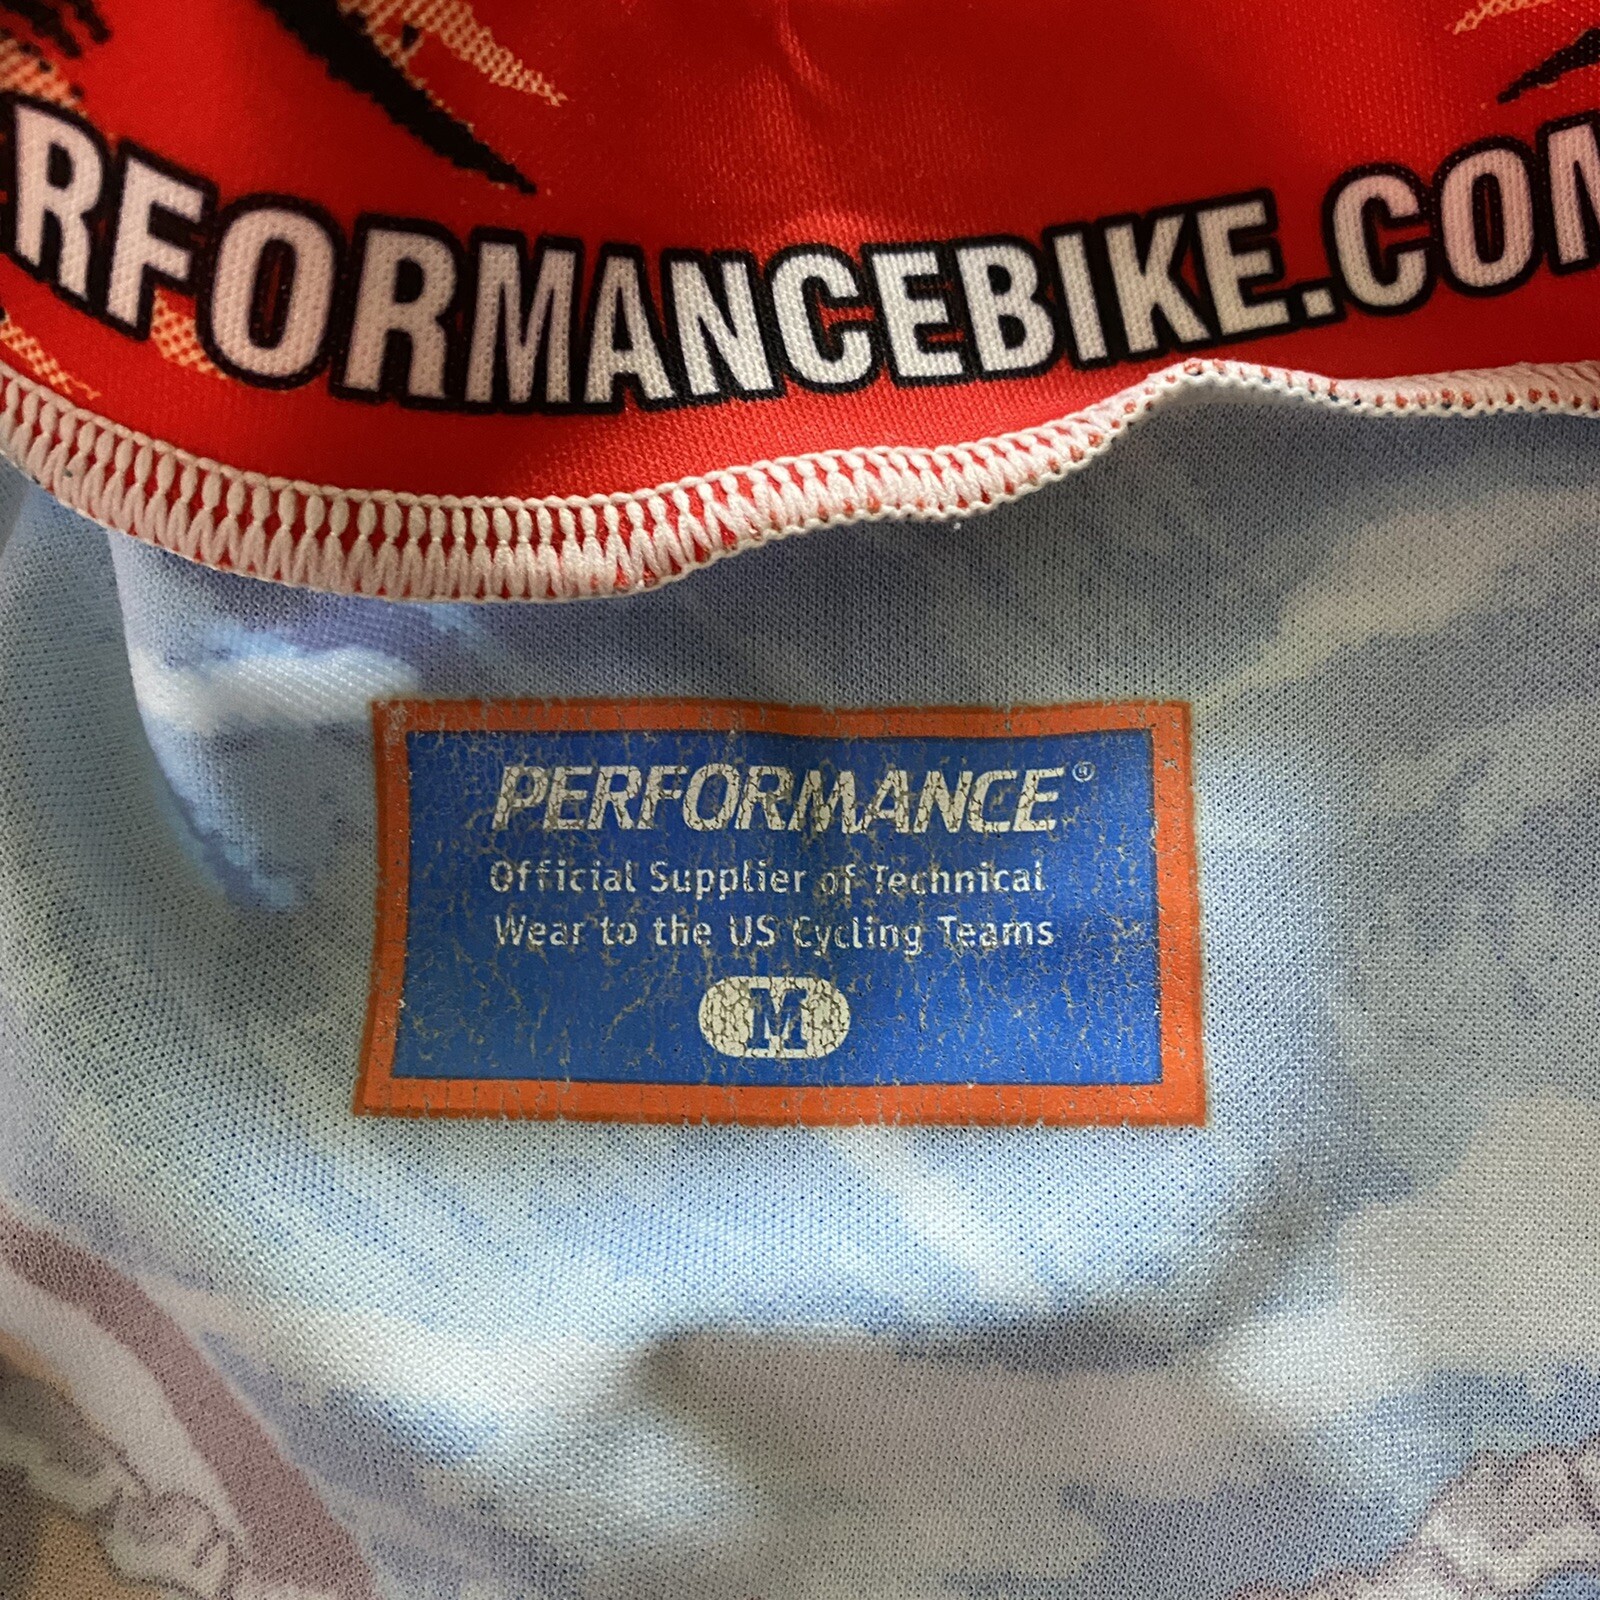 RFORMANCEBIKE.COM
PERFORMANCE®
Official Supplier of Technical
Wear to the US Cycling Teams
M